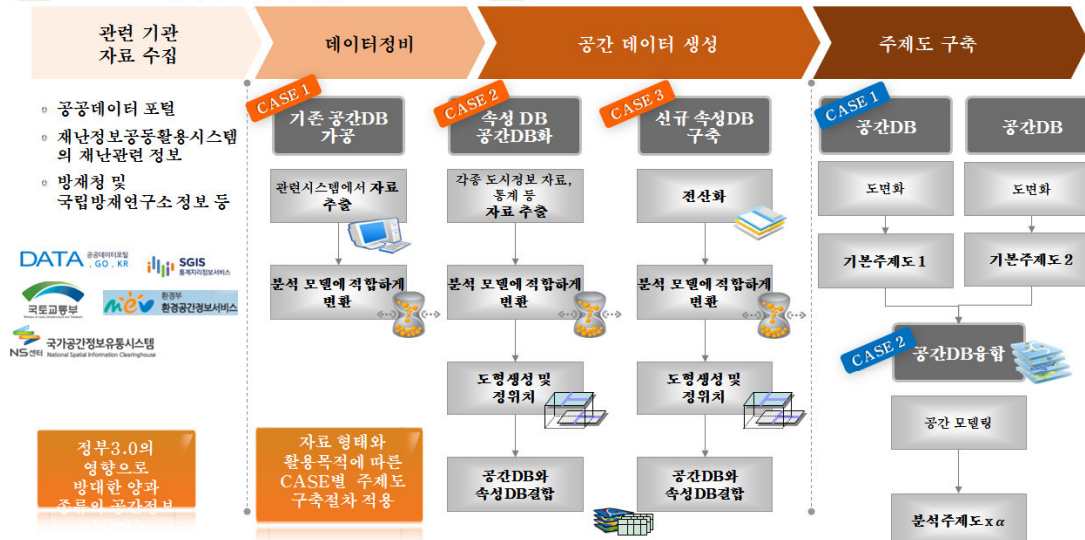 관련 기관
자료 수집
데이터정비
공간 데이터 생성
주제도 구축
공공데이터 포털
재난정보공동활용시스템
의 재난관련 정보
방재청 및
국립방재연구소 정보 등
DATA 공공데이터포털
.GO.KR
SGIS
통계지리정보서비스
국토교통부
mev 환경부
환경공간정보서비스
NS센터 국가공간정보유통시스템
National Spatial Information Clearinghouse
정부3.0의
영향으로
방대한 양과
종류의 공간정보
CASE 1
기존 공간DB
가공
관련시스템에서 자료
추출
분석 모델에 적합하게
변환
자료 형태와
활용목적에 따른
CASE별 주제도
구축절차 적용
CASE 2
속성 DB
공간DB화
각종 도시정보 자료,
통계 등
자료 추출
분석 모델에 적합하게
변환
도형생성 및
정위치
공간DB와
속성DB결합
CASE 3
신규 속성DB
구축
전산화
분석 모델에 적합하게
변환
도형생성 및
정위치
공간DB와
속성DB결합
CASE 1
공간DB
공간DB
도면화
도면화
기본주제도1
기본주제도2
CASE 2
공간DB융합
공간 모델링
분석주제도xα